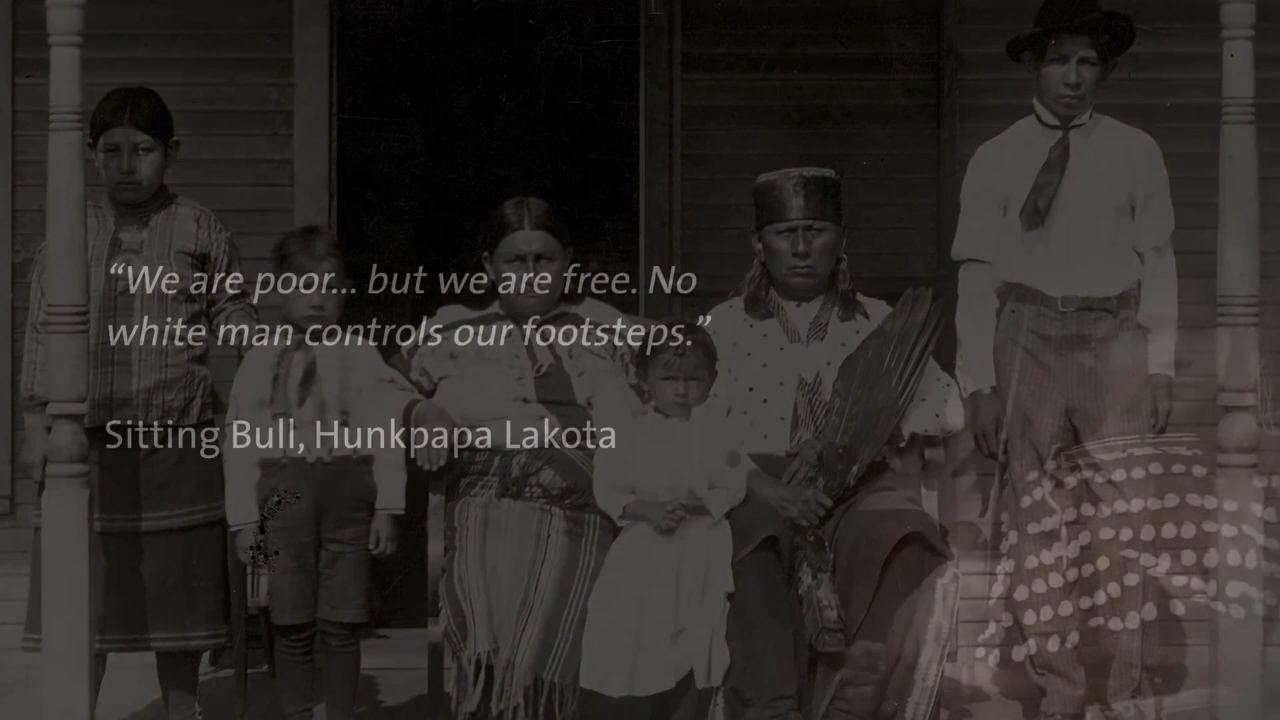 “We are poor... but we are free. No
white man controls our footsteps.”
Sitting Bull, Hunkpapa Lakota